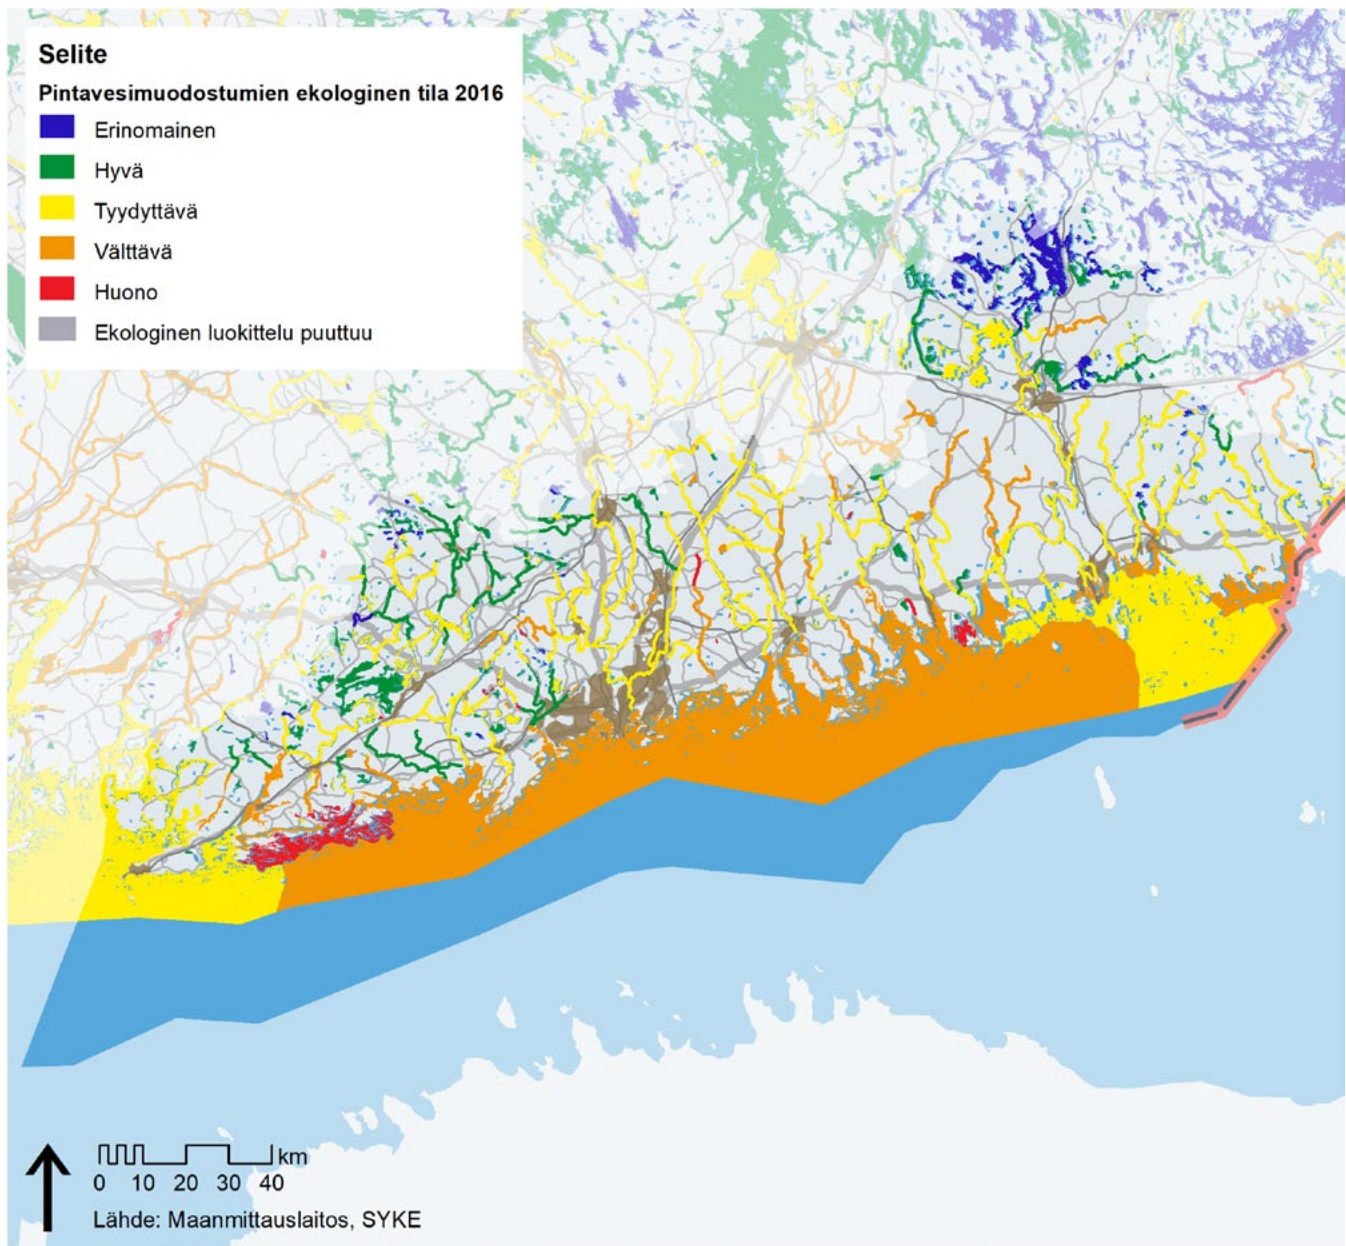 Selite
Pintavesimuodostumien ekologinen tila 2016
Erinomainen
Hyvä
Tyydyttävä
Välttävä
Huono
Ekologinen luokittelu puuttuu
km
0 10 20 30 40
Lähde: Maanmittauslaitos, SYKE